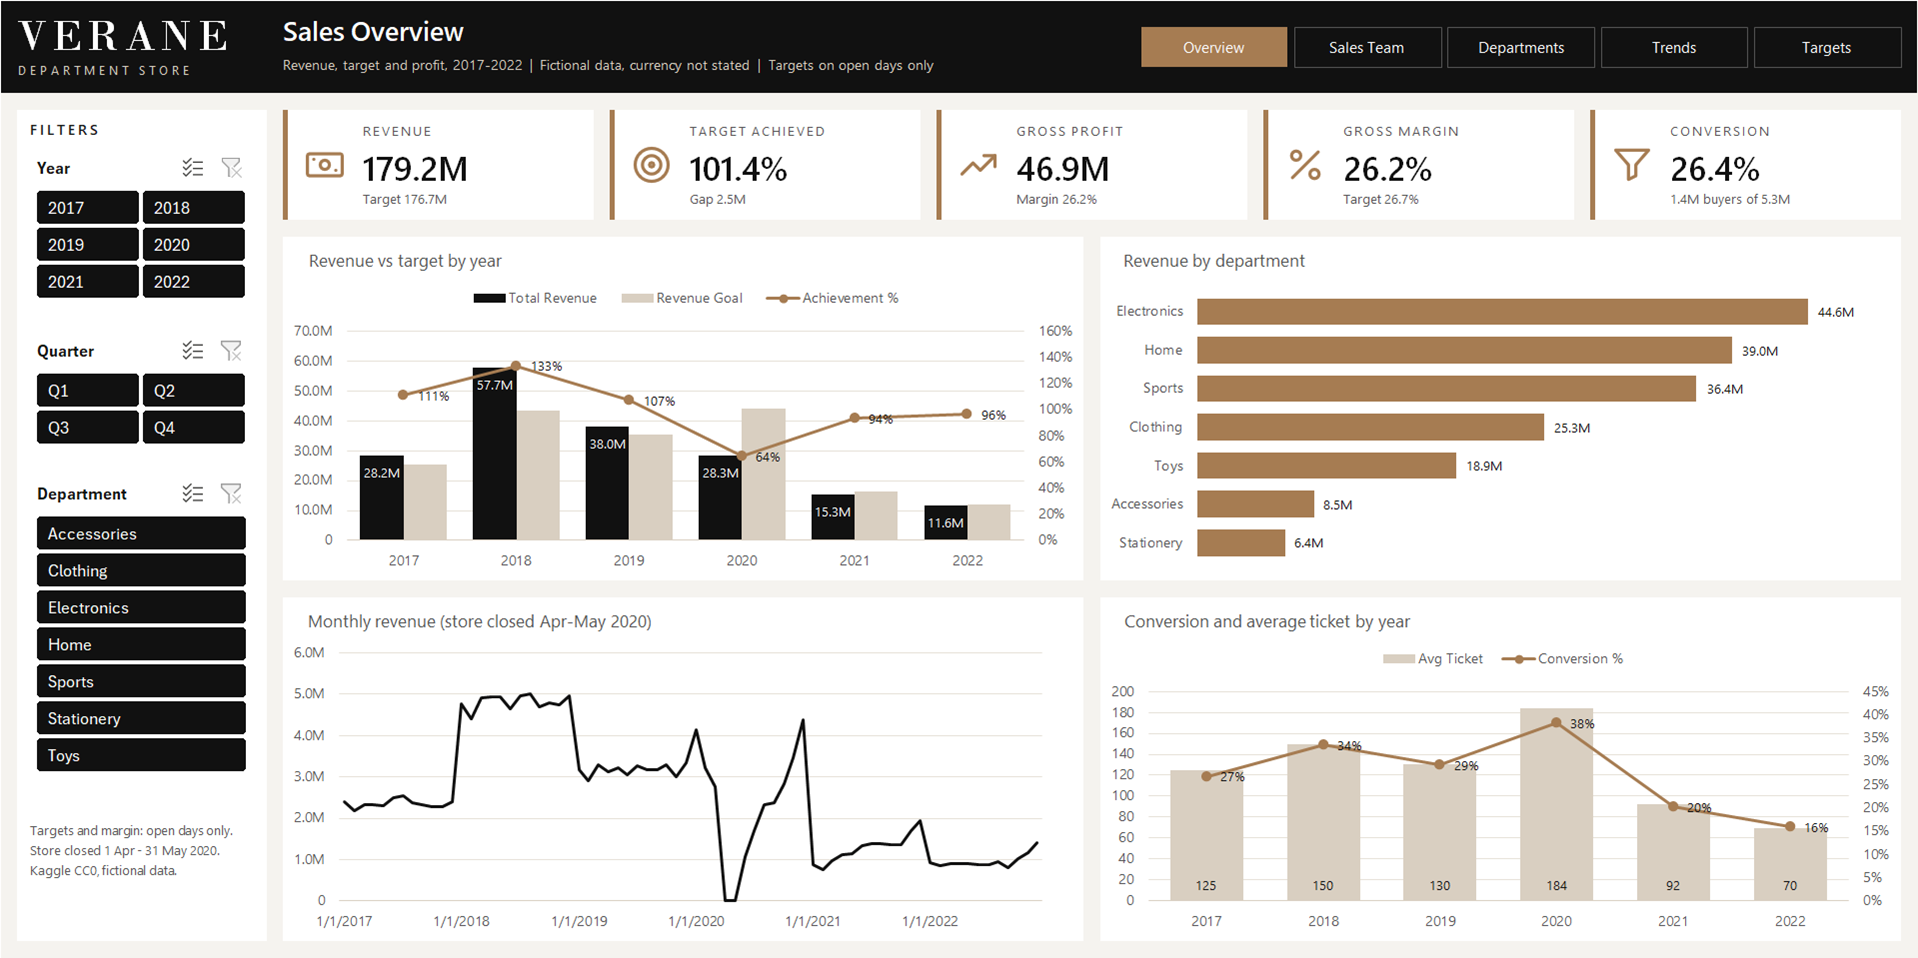 VERANE
DEPARTMENT STORE
Sales Overview
Revenue, target and profit, 2017-2022 | Fictional data, currency not stated | Targets on open days only
Overview
Sales Team
Departments
Trends
Targets
FILTERS
Year
2017
2018
2019
2020
2021
2022
Quarter
Q1
Q2
Q3
Q4
Department
Accessories
Clothing
Electronics
Home
Sports
Stationery
Toys
Targets and margin: open days only.
Store closed 1 Apr - 31 May 2020.
Kaggle CC0, fictional data.
REVENUE
179.2M
Target 176.7M
TARGET ACHIEVED
101.4%
Gap 2.5M
GROSS PROFIT
46.9M
Margin 26.2%
GROSS MARGIN
26.2%
Target 26.7%
CONVERSION
26.4%
1.4M buyers of 5.3M
Revenue vs target by year
Total Revenue
Revenue Goal
Achievement %
70.0M
60.0M
50.0M
40.0M
30.0M
20.0M
10.0M
0
160%
140%
120%
100%
80%
60%
40%
20%
0%
111%
133%
107%
64%
94%
96%
28.2M
57.7M
38.0M
28.3M
15.3M
11.6M
2017
2018
2019
2020
2021
2022
Revenue by department
Electronics
44.6M
Home
39.0M
Sports
36.4M
Clothing
25.3M
Toys
18.9M
Accessories
8.5M
Stationery
6.4M
Monthly revenue (store closed Apr-May 2020)
6.0M
5.0M
4.0M
3.0M
2.0M
1.0M
0
1/1/2017
1/1/2018
1/1/2019
1/1/2020
1/1/2021
1/1/2022
Conversion and average ticket by year
Avg Ticket
Conversion %
200
180
160
140
120
100
80
60
40
20
0
45%
40%
35%
30%
25%
20%
15%
10%
5%
0%
27%
34%
29%
38%
20%
16%
125
150
130
184
92
70
2017
2018
2019
2020
2021
2022